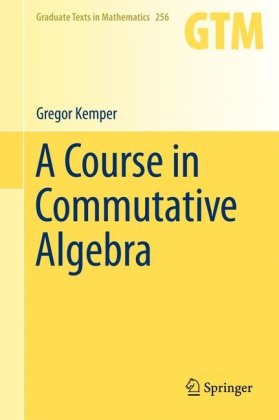 Graduate Texts in Mathematics 256
GTM
Gregor Kemper
A Course in
Commutative
Algebra
Springer